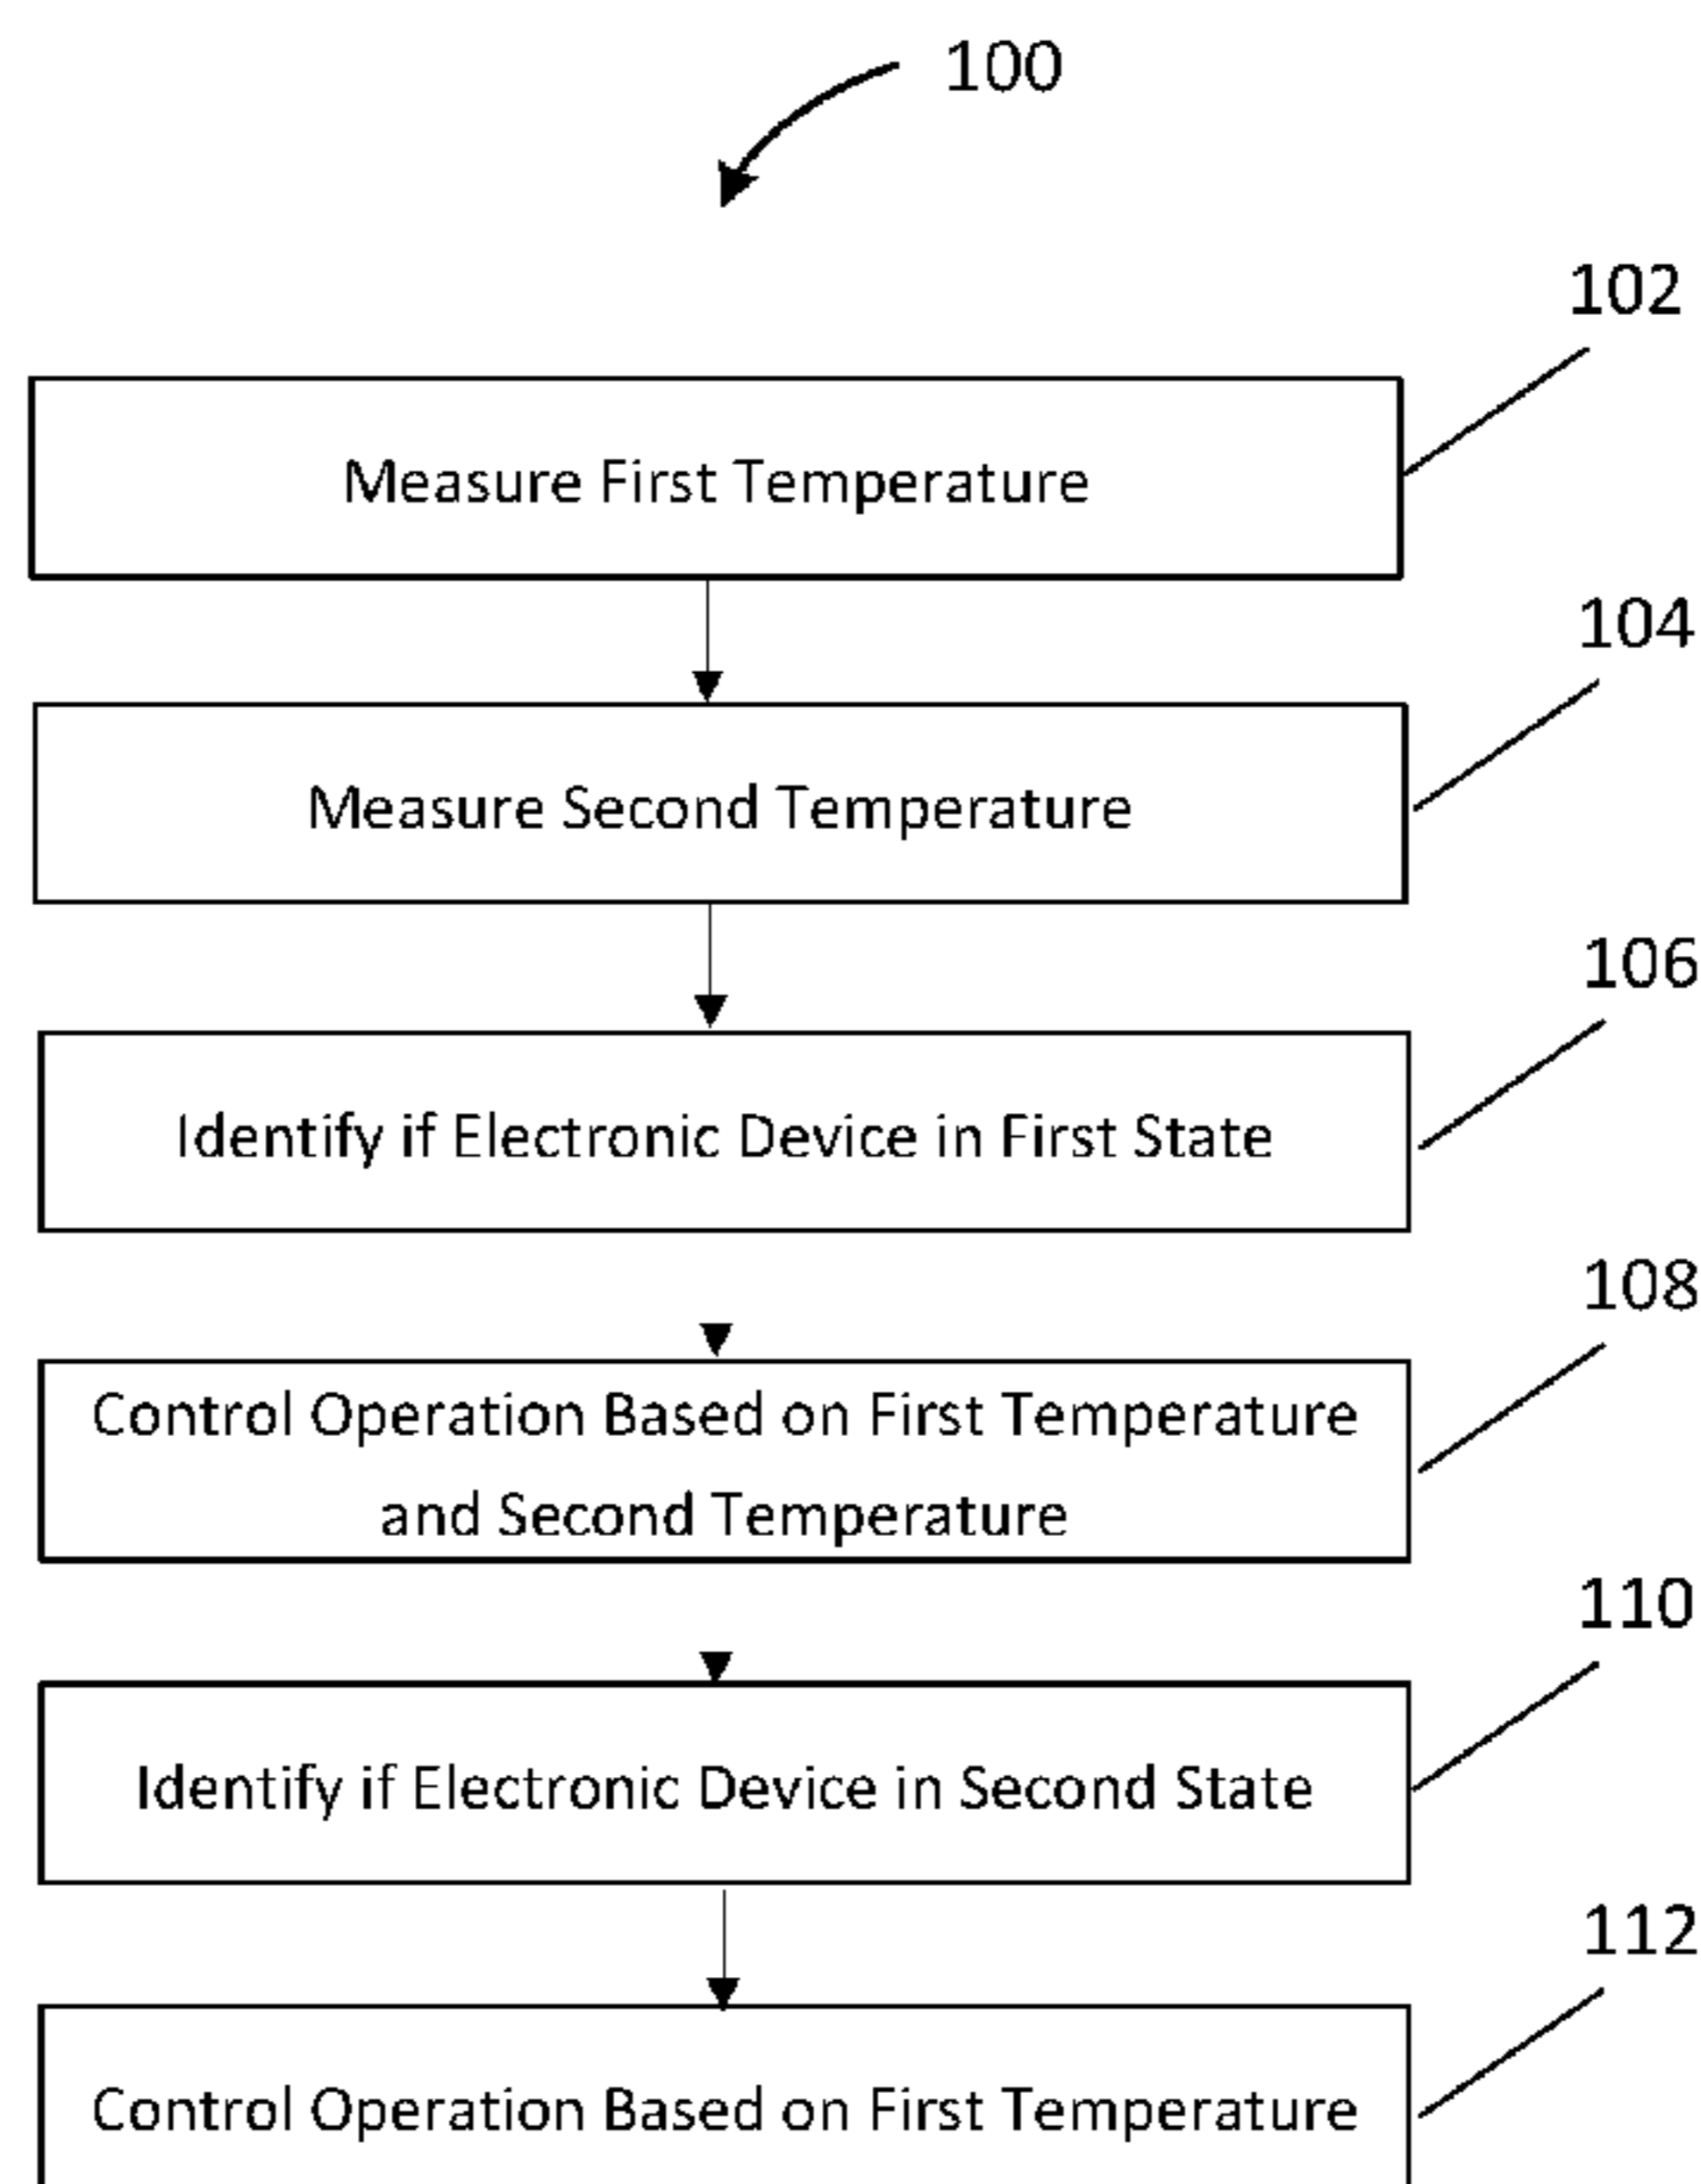 100
102
Measure First Temperature
104
Measure Second Temperature
106
Identify if Electronic Device in First State
108
Control Operation Based on First Temperature
and Second Temperature
110
Identify if Electronic Device in Second State
112
Control Operation Based on First Temperature